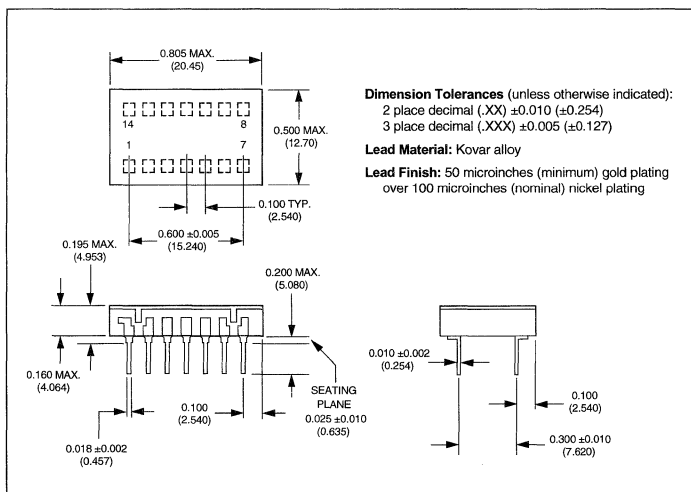 0.805 MAX.
(20.45)
14
8
1
7
0.500 MAX.
(12.70)
0.100 TYP.
(2.540)
0.600 ±0.005
(15.240)
Dimension Tolerances (unless otherwise indicated):
2 place decimal (.XX) ±0.010 (±0.254)
3 place decimal (.XXX) ±0.005 (±0.127)
Lead Material: Kovar alloy
Lead Finish: 50 microinches (minimum) gold plating
over 100 microinches (nominal) nickel plating
0.195 MAX.
(4.953)
0.200 MAX.
(5.080)
0.160 MAX.
(4.064)
0.018 ±0.002
(0.457)
0.100
(2.540)
SEATING
PLANE
0.025 ±0.010
(0.635)
0.010 ±0.002
(0.254)
0.100
(2.540)
0.300 ±0.010
(7.620)